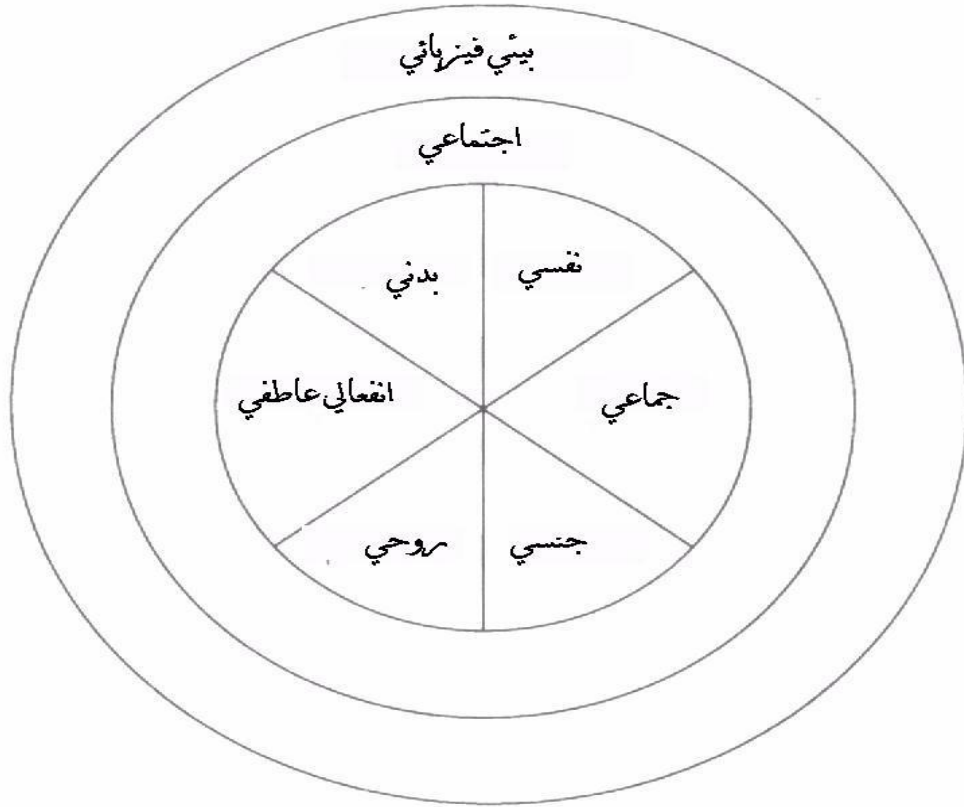 بيئي فيزيائي
اجتماعي
نفسي
بدني
جماعي
انفعالي عاطفي
جنسي
روحي